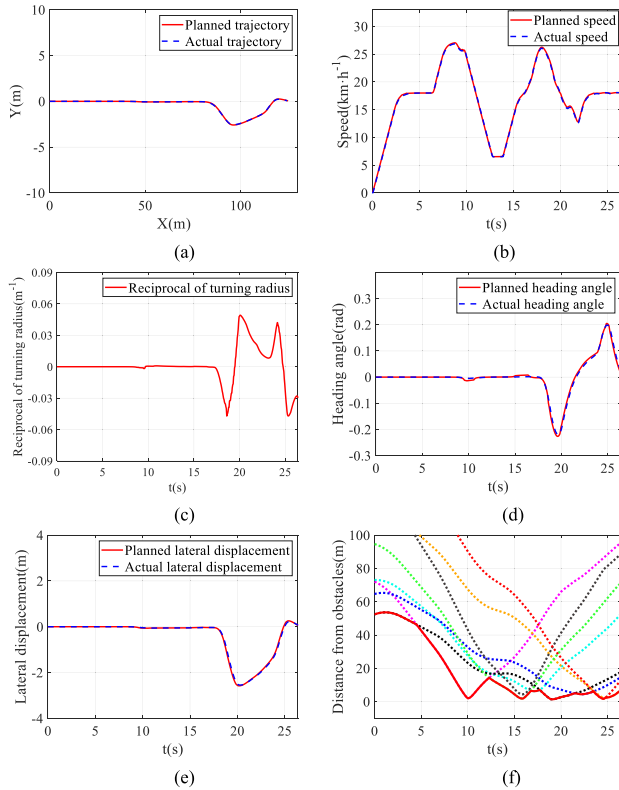 10
5
0
-5
-10
Y(m)
Planned trajectory
Actual trajectory
0
50
100
X(m)
(a)
30
25
20
15
10
5
0
Speed(km·h⁻¹)
Planned speed
Actual speed
0
5
10
15
20
25
t(s)
(b)
0.09
0.06
0.03
0
-0.03
-0.06
-0.09
Reciprocal of turning radius(m⁻¹)
Reciprocal of turning radius
0
5
10
15
20
25
t(s)
(c)
0.3
0.2
0.1
0
-0.1
-0.2
-0.3
Heading angle(rad)
Planned heading angle
Actual heading angle
0
5
10
15
20
25
t(s)
(d)
4
2
0
-2
-4
Lateral displacement(m)
Planned lateral displacement
Actual lateral displacement
0
5
10
15
20
25
t(s)
(e)
100
80
60
40
20
0
Distance from obstacles(m)
0
5
10
15
20
25
t(s)
(f)